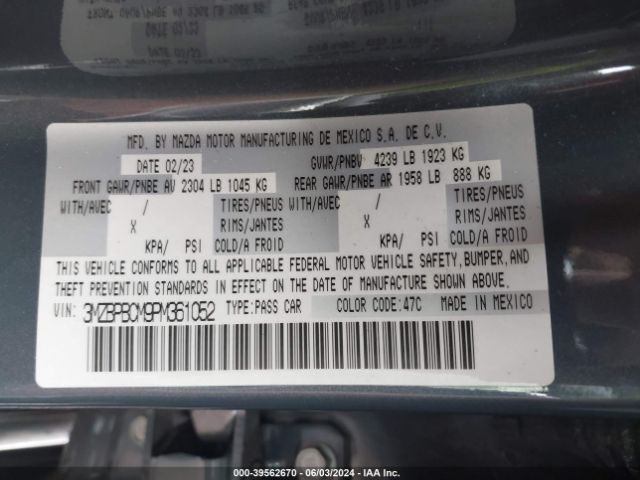 MFD. BY MAZDA MOTOR MANUFACTURING DE MEXICO S.A. DE C.V.
DATE 02/23 GVWR/PNBV 4239 LB 1923 KG
FRONT GAWR/PNBE AV 2304 LB 1045 KG REAR GAWR/PNBE AR 1958 LB 888 KG
WITH/AVEC / TIRES/PNEUS WITH/AVEC / TIRES/PNEUS
X RIMS/JANTES X RIMS/JANTES
KPA/ PSI COLD/A FROID KPA/ PSI COLD/A FROID
THIS VEHICLE CONFORMS TO ALL APPLICABLE FEDERAL MOTOR VEHICLE SAFETY, BUMPER, AND
THEFT PREVENTION STANDARDS IN EFFECT ON THE DATE OF MANUFACTURE SHOWN ABOVE.
VIN: 3MZBPBCM9PM361052 TYPE: PASS CAR COLOR CODE: 47C MADE IN MEXICO
000-39562670 - 06/03/2024 - IAA Inc.